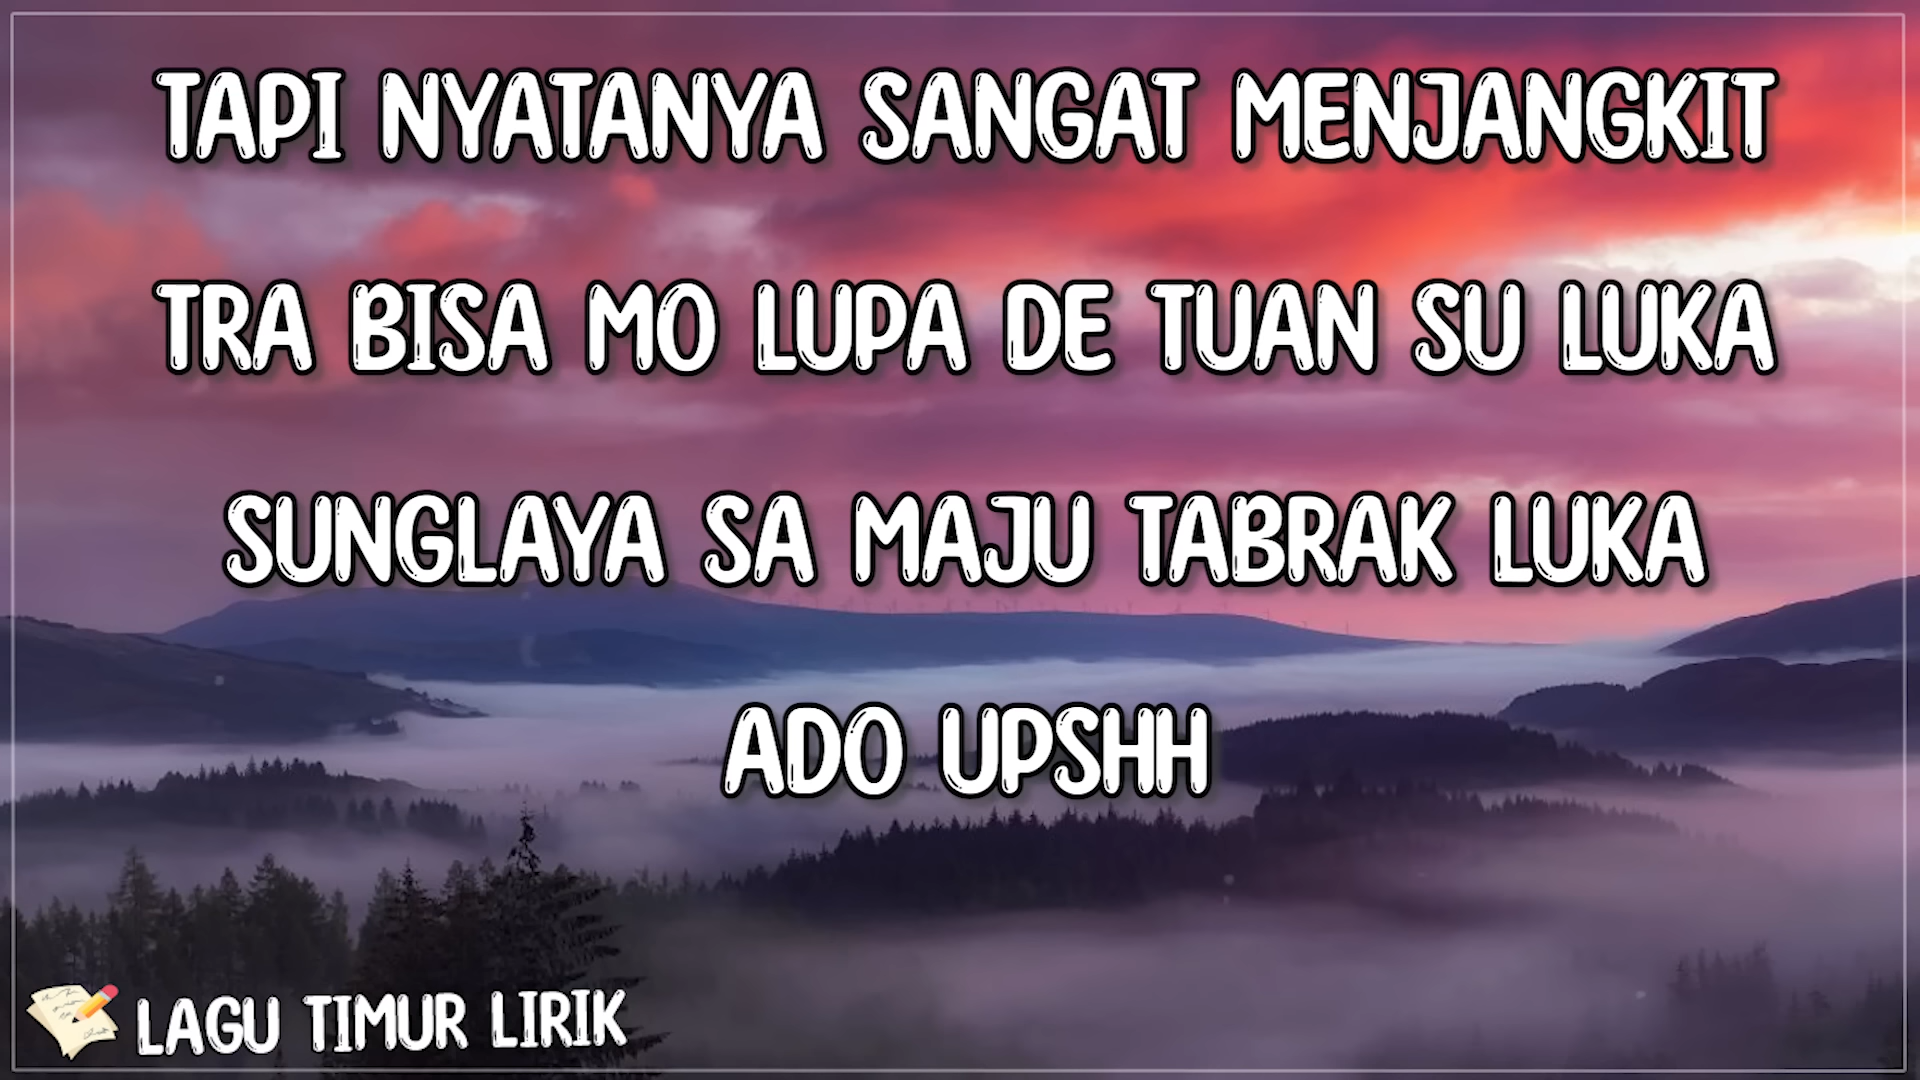 TAPI NYATANYA SANGAT MENJANGKIT
TRA BISA MO LUPA DE TUAN SU LUKA
SUNGLAYA SA MAJU TABRAK LUKA
ADO UPSHH
LAGU TIMUR LIRIK